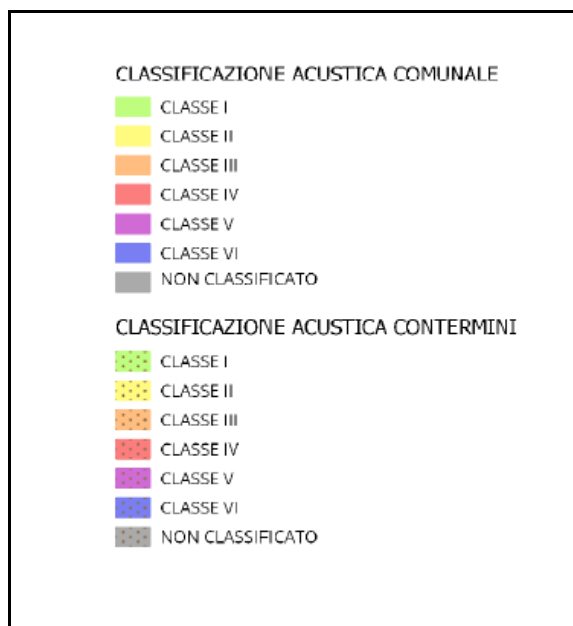 CLASSIFICAZIONE ACUSTICA COMUNALE
CLASSE I
CLASSE II
CLASSE III
CLASSE IV
CLASSE V
CLASSE VI
NON CLASSIFICATO
CLASSIFICAZIONE ACUSTICA CONTERMINI
CLASSE I
CLASSE II
CLASSE III
CLASSE IV
CLASSE V
CLASSE VI
NON CLASSIFICATO